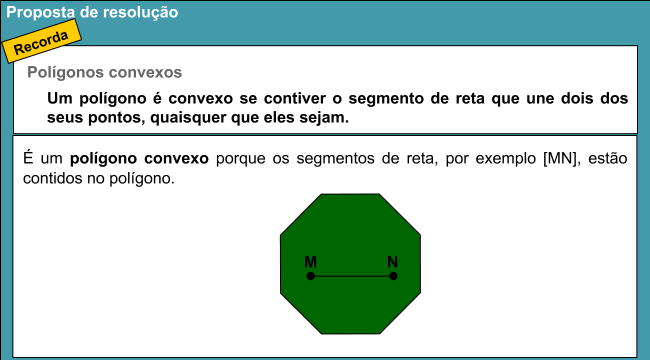 Proposta de resolução
Recorda
Polígonos convexos
Um polígono é convexo se contiver o segmento de reta que une dois dos
seus pontos, quaisquer que eles sejam.
É um polígono convexo porque os segmentos de reta, por exemplo [MN], estão
contidos no polígono.
M N